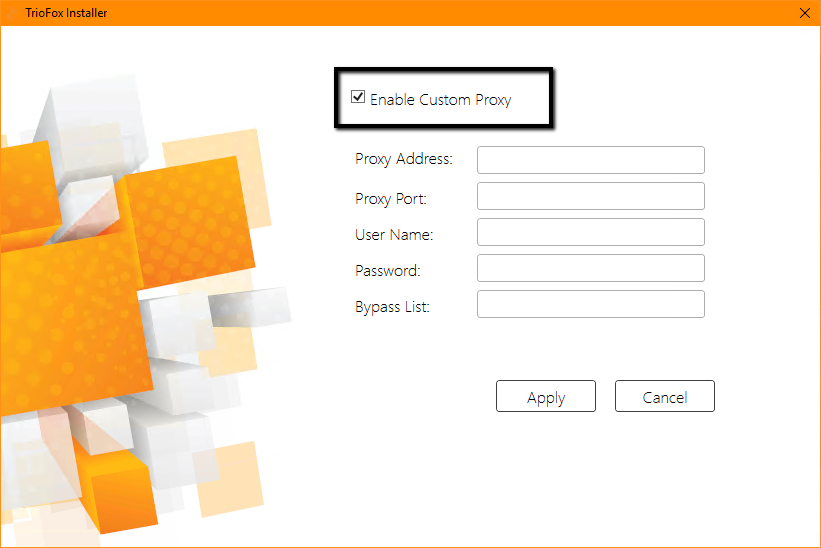 TrioFox Installer
Enable Custom Proxy
Proxy Address:
Proxy Port:
User Name:
Password:
Bypass List:
Apply Cancel